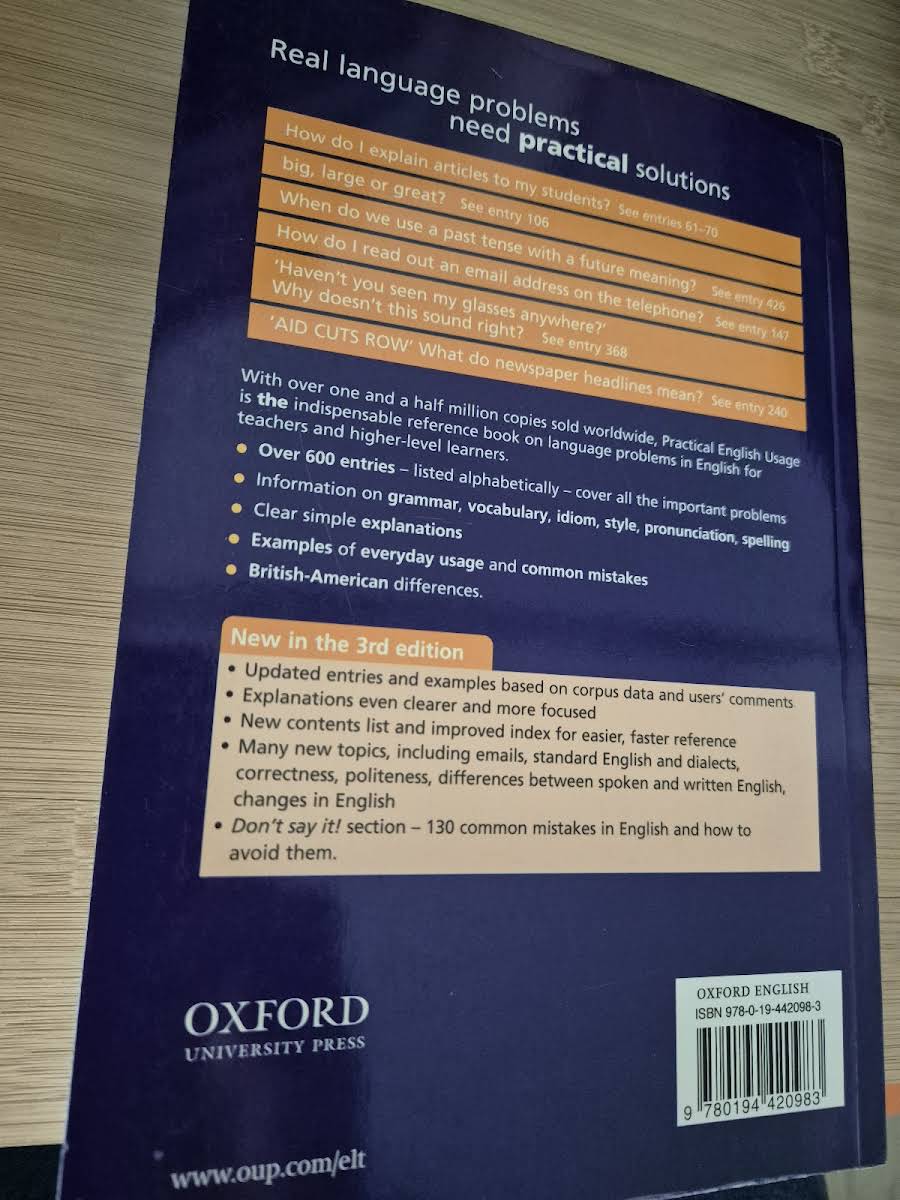 Real language problems
need practical solutions
How do I explain articles to my students? See entries 61–70
big, large or great? See entry 106
When do we use a past tense with a future meaning? See entry 426
How do I read out an email address on the telephone? See entry 147
‘Haven’t you seen my glasses anywhere?’
Why doesn’t this sound right? See entry 368
‘AID CUTS ROW’ What do newspaper headlines mean? See entry 240
With over one and a half million copies sold worldwide, Practical English Usage
is the indispensable reference book on language problems in English for
teachers and higher-level learners.
• Over 600 entries – listed alphabetically – cover all the important problems
• Information on grammar, vocabulary, idiom, style, pronunciation, spelling
• Clear simple explanations
• Examples of everyday usage and common mistakes
• British-American differences.
New in the 3rd edition
• Updated entries and examples based on corpus data and users’ comments
• Explanations even clearer and more focused
• New contents list and improved index for easier, faster reference
• Many new topics, including emails, standard English and dialects,
correctness, politeness, differences between spoken and written English,
changes in English
• Don’t say it! section – 130 common mistakes in English and how to
avoid them.
OXFORD
UNIVERSITY PRESS
www.oup.com/elt
OXFORD ENGLISH
ISBN 978-0-19-442098-3
9 780194 420983